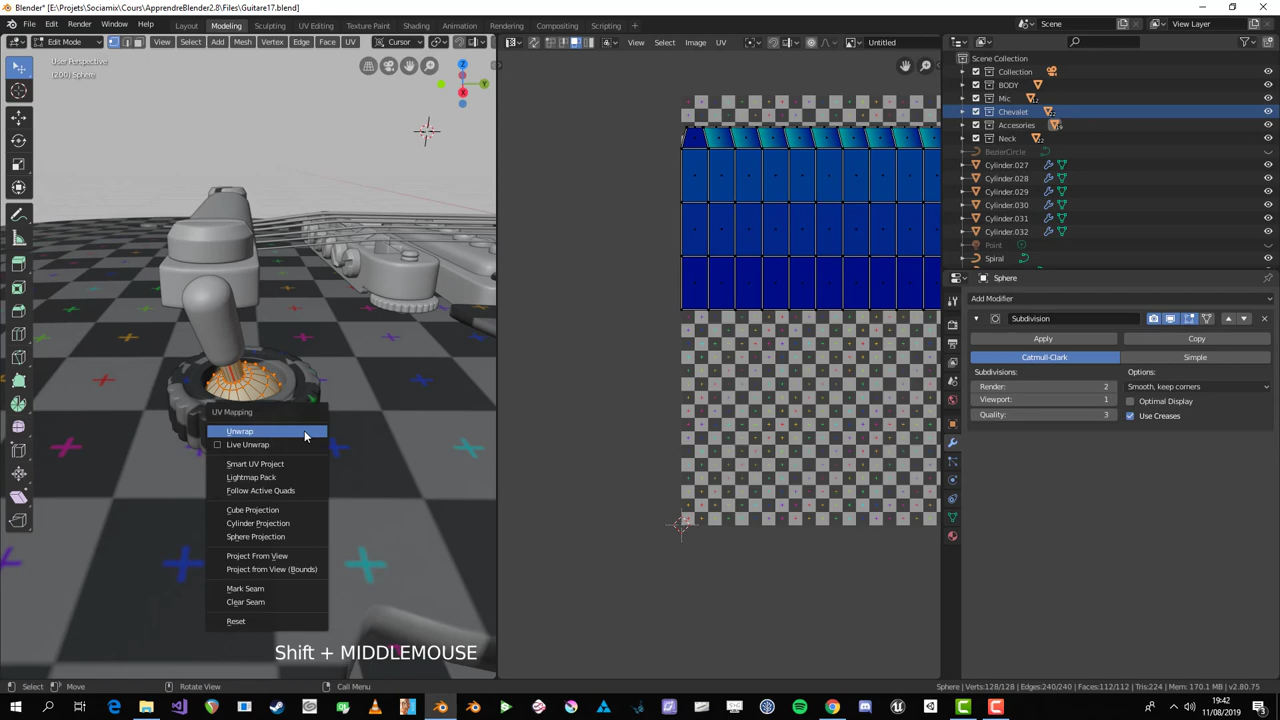 Blender* [E:\Projets\Sociamix\Cours\ApprendreBlender2.8\Files\Guitare17.blend]
File Edit Render Window Help Layout Modeling Sculpting UV Editing Texture Paint Shading Animation Rendering Compositing Scripting + Scene View Layer
Edit Mode View Select Add Mesh Vertex Edge Face UV Cursor View Select Image UV Untitled
User Perspective
(200) Sphere
Z
Y
X
Scene Collection
Collection
BODY
Mic
Chevalet
Accesories
Neck
BezierCircle
Cylinder.027
Cylinder.028
Cylinder.029
Cylinder.030
Cylinder.031
Cylinder.032
Point
Spiral
Sphere
Add Modifier
Subdivision
Apply Copy
Catmull-Clark Simple
Subdivisions: Options:
Render: 2 Smooth, keep corners
Viewport: 1 Optimal Display
Quality: 3 Use Creases
UV Mapping
Unwrap
Live Unwrap
Smart UV Project
Lightmap Pack
Follow Active Quads
Cube Projection
Cylinder Projection
Sphere Projection
Project From View
Project from View (Bounds)
Mark Seam
Clear Seam
Reset
Shift + MIDDLEMOUSE
Select Move Rotate View Call Menu Sphere | Verts:128/128 | Edges:240/240 | Faces:112/112 | Tris:224 | Mem: 170.1 MB | v2.80.75
19:42
11/08/2019